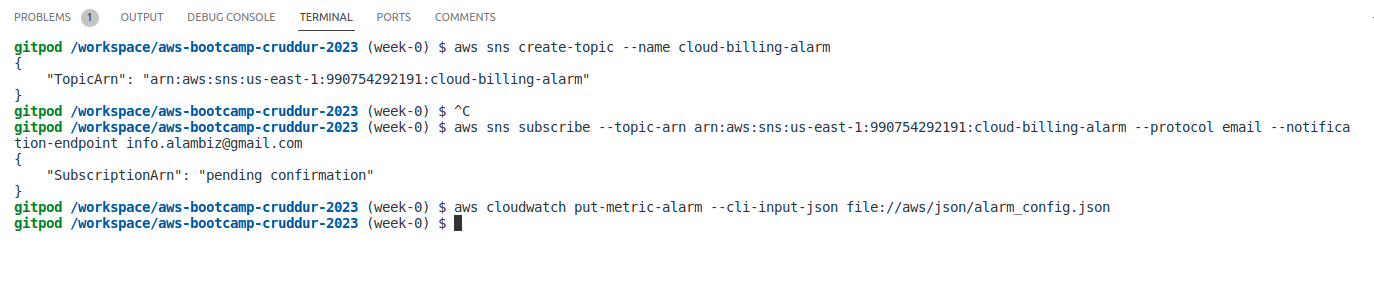 PROBLEMS 1 OUTPUT DEBUG CONSOLE TERMINAL PORTS COMMENTS
gitpod /workspace/aws-bootcamp-cruddur-2023 (week-0) $ aws sns create-topic --name cloud-billing-alarm
{
    "TopicArn": "arn:aws:sns:us-east-1:990754292191:cloud-billing-alarm"
}
gitpod /workspace/aws-bootcamp-cruddur-2023 (week-0) $ ^C
gitpod /workspace/aws-bootcamp-cruddur-2023 (week-0) $ aws sns subscribe --topic-arn arn:aws:sns:us-east-1:990754292191:cloud-billing-alarm --protocol email --notifica
tion-endpoint info.alambiz@gmail.com
{
    "SubscriptionArn": "pending confirmation"
}
gitpod /workspace/aws-bootcamp-cruddur-2023 (week-0) $ aws cloudwatch put-metric-alarm --cli-input-json file://aws/json/alarm_config.json
gitpod /workspace/aws-bootcamp-cruddur-2023 (week-0) $